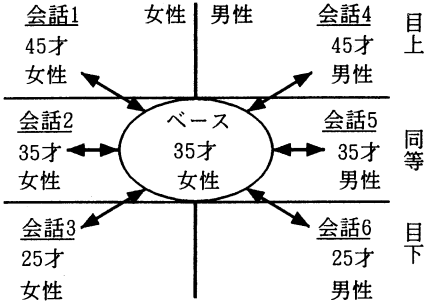 会話1
45才
女性
女性
男性
会話4
45才
男性
目上
会話2
35才
女性
ベース
35才
女性
会話5
35才
男性
同等
会話3
25才
女性
会話6
25才
男性
目下